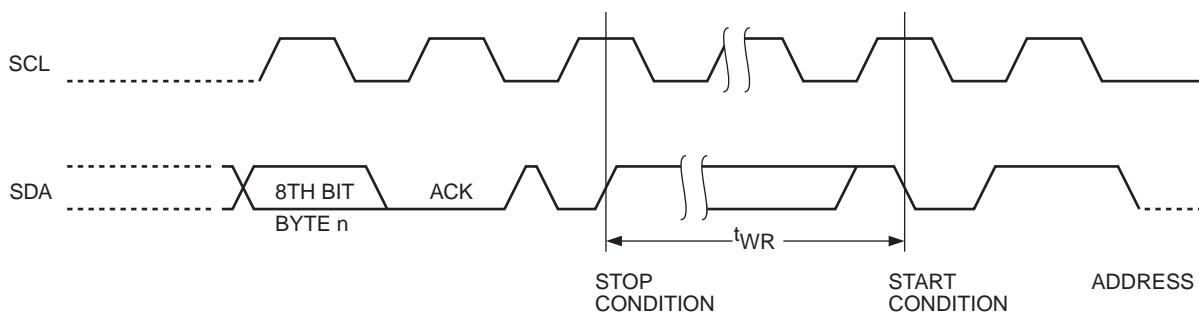 SCL
SDA
8TH BIT
ACK
BYTE n
tWR
STOP
CONDITION
START
CONDITION
ADDRESS